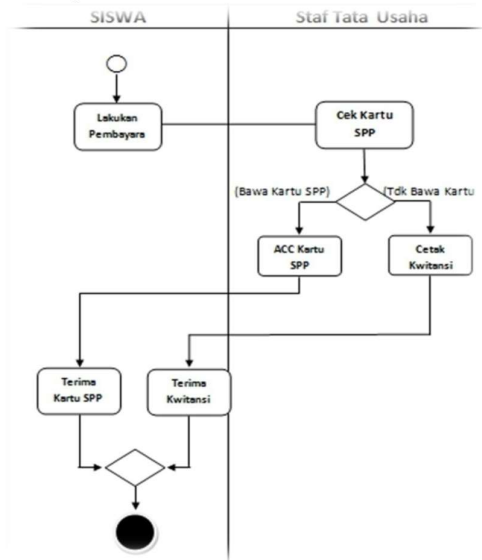 SISWA
Staf Tata Usaha
Lakukan
Pembayara
Cek Kartu
SPP
(Bawa Kartu SPP)
(Tdk Bawa Kartu
ACC Kartu
SPP
Cetak
Kwitansi
Terima
Kartu SPP
Terima
Kwitansi